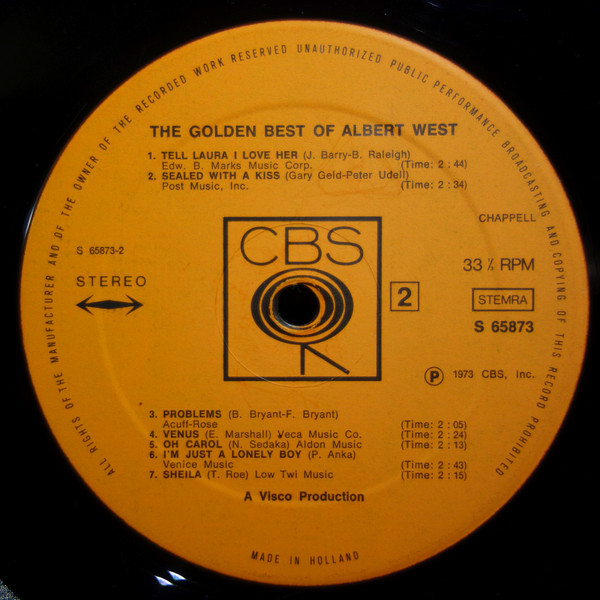 ALL RIGHTS OF THE MANUFACTURER AND OF THE OWNER OF THE RECORDED WORK RESERVED UNAUTHORIZED PUBLIC PERFORMANCE BROADCASTING AND COPYING OF THIS RECORD PROHIBITED
THE GOLDEN BEST OF ALBERT WEST
1. TELL LAURA I LOVE HER (J. Barry-B. Raleigh)
Edw. B. Marks Music Corp. (Time: 2 : 44)
2. SEALED WITH A KISS (Gary Geld-Peter Udell)
Post Music, Inc. (Time: 2 : 34)
CHAPPELL
S 65873-2
CBS
33 ⅓ RPM
STEREO
2
STEMRA
S 65873
Ⓟ 1973 CBS, Inc.
3. PROBLEMS (B. Bryant-F. Bryant)
Acuff-Rose (Time: 2 : 05)
4. VENUS (E. Marshall) Veca Music Co. (Time: 2 : 24)
5. OH CAROL (N. Sedaka) Aldon Music (Time: 2 : 13)
6. I'M JUST A LONELY BOY (P. Anka)
Venice Music (Time: 2 : 43)
7. SHEILA (T. Roe) Low Twi Music (Time: 2 : 15)
A Visco Production
MADE IN HOLLAND